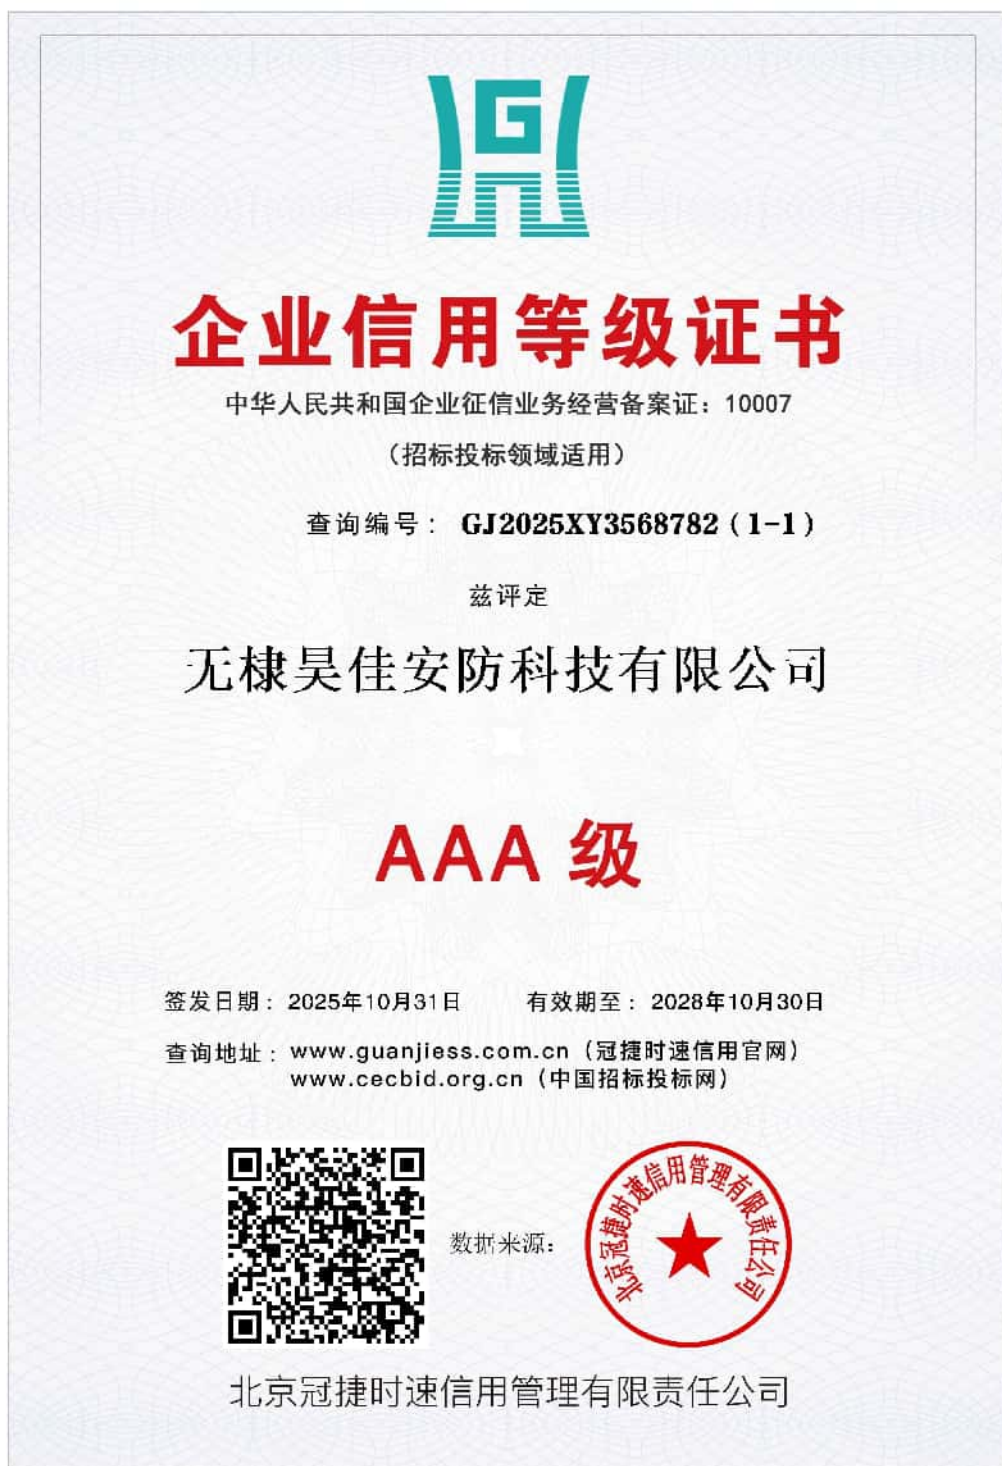 G
企业信用等级证书
中华人民共和国企业征信业务经营备案证：10007
（招标投标领域适用）
查询编号： GJ2025XY3568782（1-1）
兹评定
无棣昊佳安防科技有限公司
AAA 级
签发日期： 2025年10月31日 有效期至： 2028年10月30日
查询地址： www.guanjiess.com.cn（冠捷时速信用官网）
www.cecbid.org.cn（中国招标投标网）
数据来源：
北京冠捷时速信用管理有限责任公司
北京冠捷时速信用管理有限责任公司